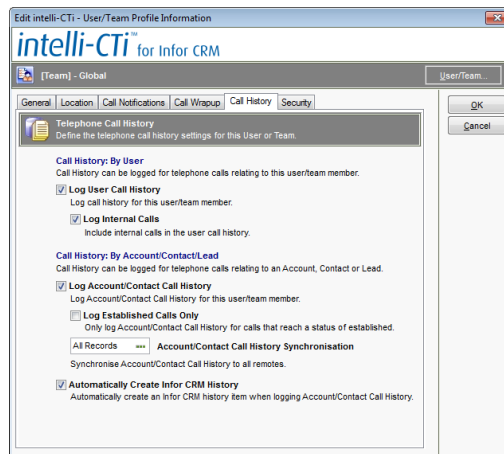 Edit intelli-CTi - User/Team Profile Information
intelli-CTi™ for Infor CRM
[Team] - Global
User/Team...
General Location Call Notifications Call Wrapup Call History Security
OK
Cancel
Telephone Call History
Define the telephone call history settings for this User or Team.
Call History: By User
Call History can be logged for telephone calls relating to this user/team member.
Log User Call History
Log call history for this user/team member.
Log Internal Calls
Include internal calls in the user call history.
Call History: By Account/Contact/Lead
Call History can be logged for telephone calls relating to an Account, Contact or Lead.
Log Account/Contact Call History
Log Account/Contact Call History for this user/team member.
Log Established Calls Only
Only log Account/Contact Call History for calls that reach a status of established.
All Records Account/Contact Call History Synchronisation
Synchronise Account/Contact Call History to all remotes.
Automatically Create Infor CRM History
Automatically create an Infor CRM history item when logging Account/Contact Call History.